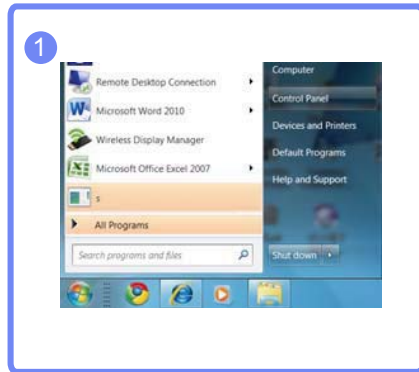 1
Remote Desktop Connection
Microsoft Word 2010
Wireless Display Manager
Microsoft Office Excel 2007
s
All Programs
Search programs and files
Computer
Control Panel
Devices and Printers
Default Programs
Help and Support
Shut down